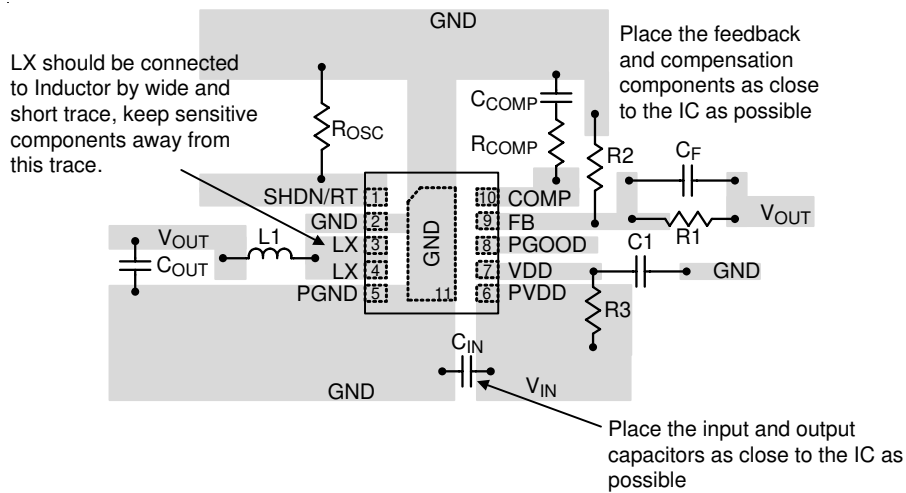 GND
LX should be connected
to Inductor by wide and
short trace, keep sensitive
components away from
this trace.
Place the feedback
and compensation
components as close
to the IC as possible
CCOMP
ROSC
RCOMP
R2
CF
SHDN/RT
1
10
COMP
GND
2
9
FB
R1
VOUT
VOUT
L1
LX
3
GND
8
PGOOD
C1
COUT
LX
4
7
VDD
GND
PGND
5
11
6
PVDD
R3
CIN
GND
VIN
Place the input and output
capacitors as close to the IC as
possible